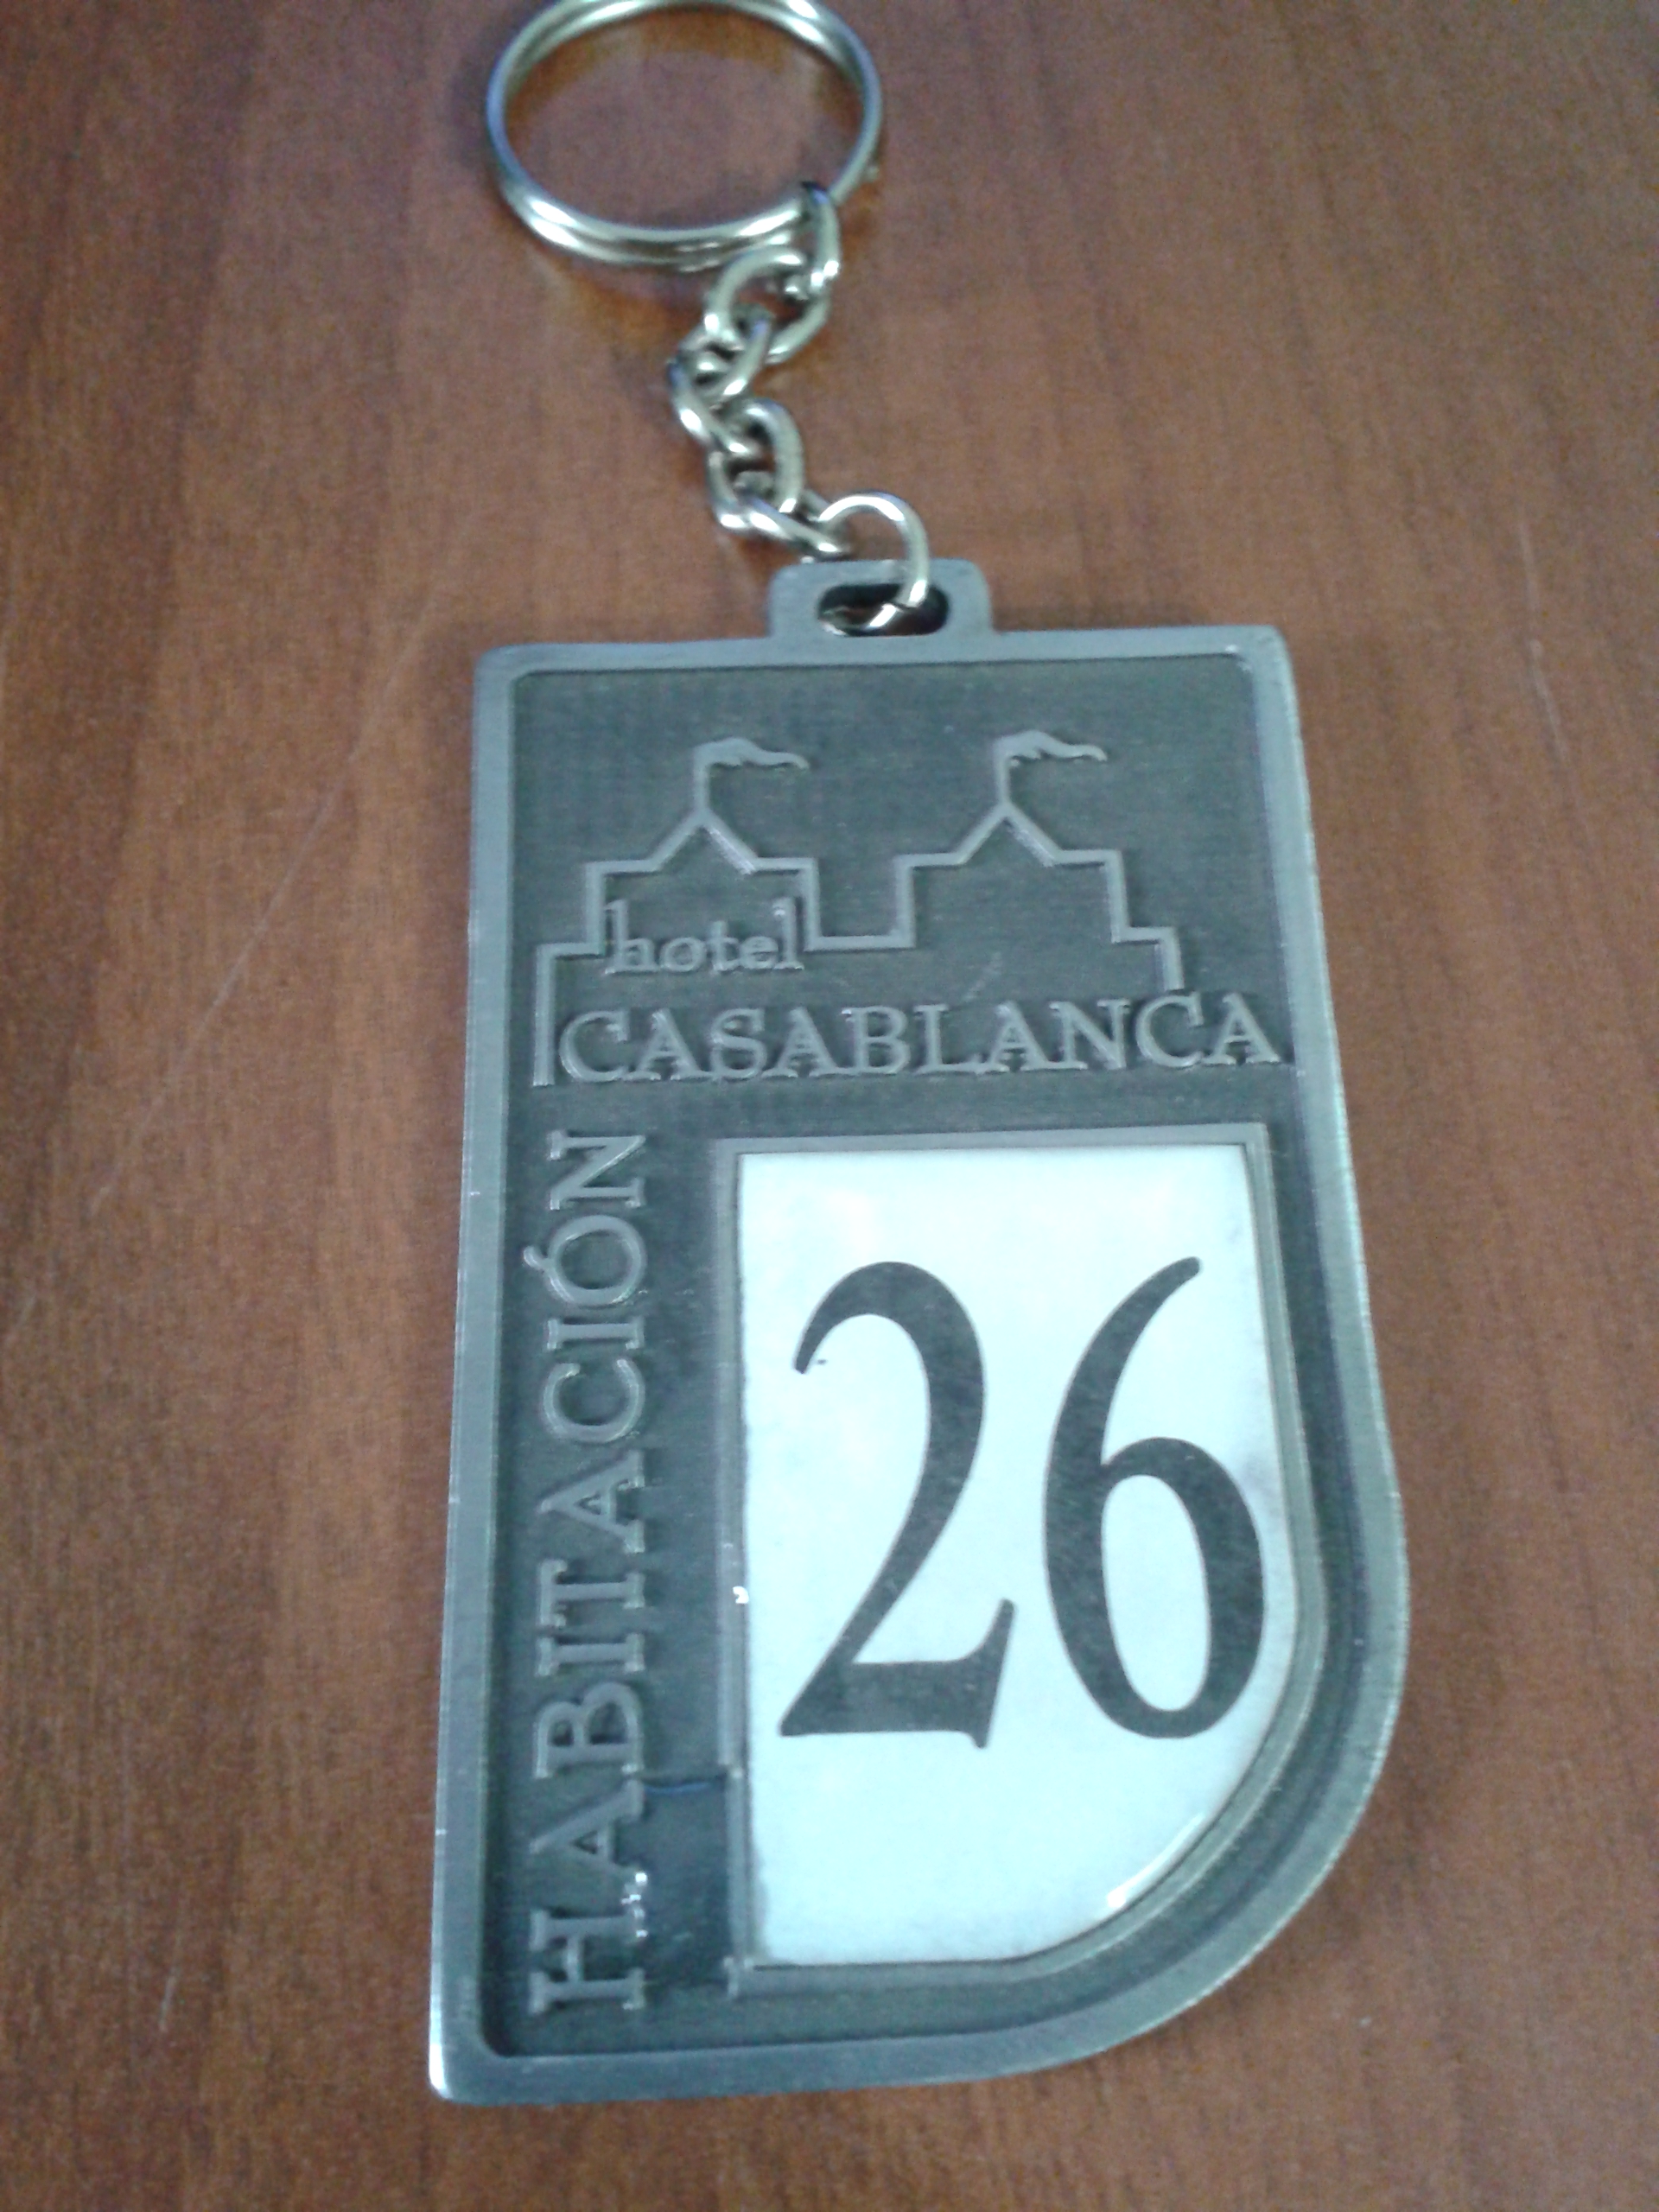 hotel
CASABLANCA
HABITACIÓN
26